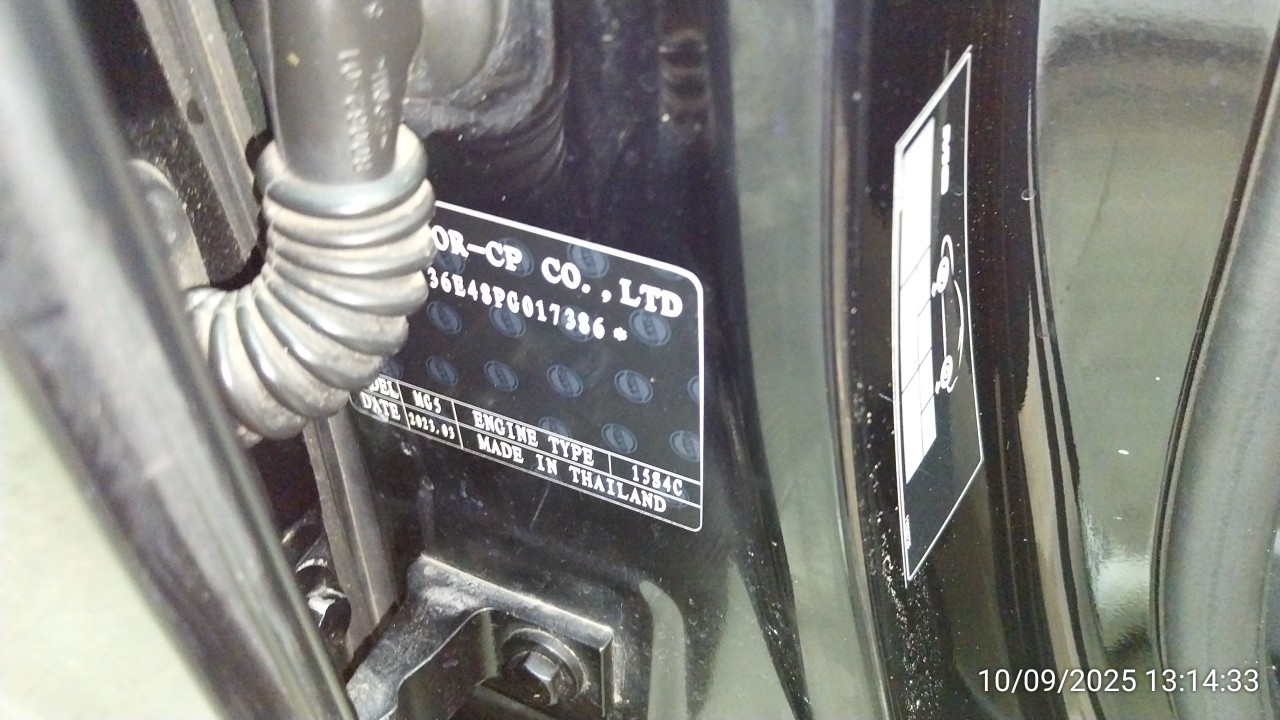 OR-CP CO.,LTD
36E48PG017386 *
DEL MG5 ENGINE TYPE 15S4C
DATE 2023.03 MADE IN THAILAND
10/09/2025 13:14:33